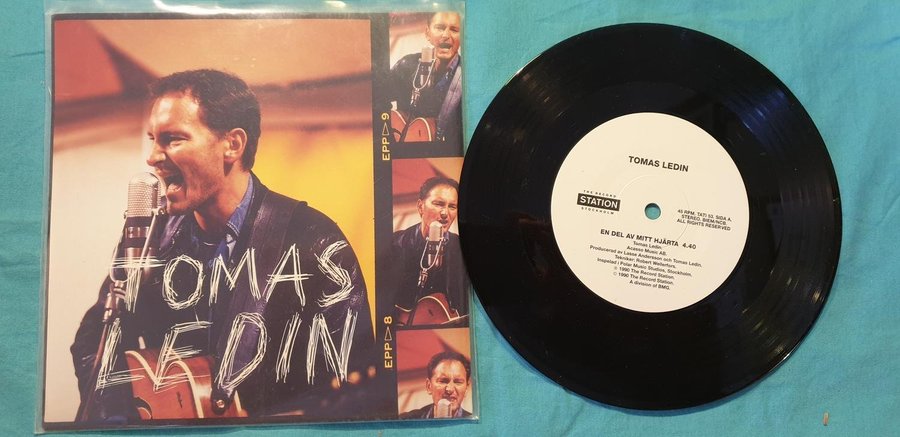 TOMAS
LEDIN
EPP▷9
EPP▷8
TOMAS LEDIN
THE RECORD
STATION
STOCKHOLM
45 RPM. TATI 53. SIDA A.
STEREO. BIEM/NCB.
ALL RIGHTS RESERVED
EN DEL AV MITT HJÄRTA 4.40
Tomas Ledin.
Acasso Music AB.
Producerad av Lasse Andersson och Tomas Ledin.
Tekniker: Robert Wellerfors.
Inspelad i Polar Music Studios, Stockholm.
℗ 1990 The Record Station.
© 1990 The Record Station.
A division of BMG.